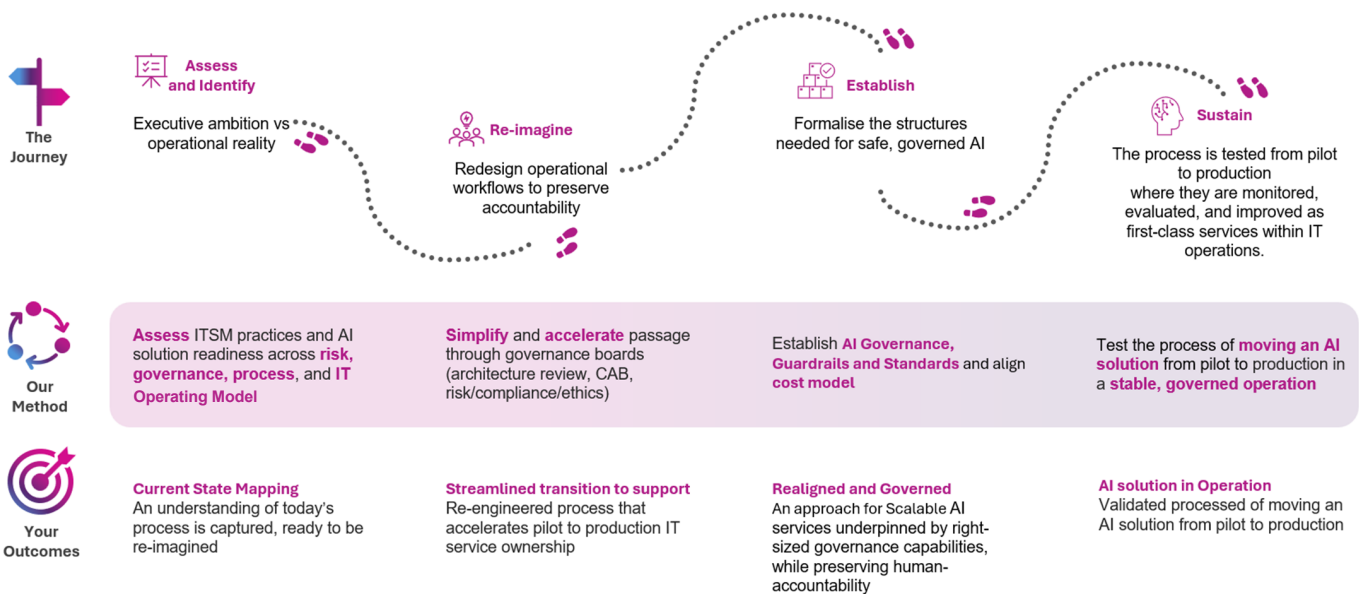 The
Journey
Assess
and Identify
Executive ambition vs
operational reality
Re-imagine
Redesign operational
workflows to preserve
accountability
Establish
Formalise the structures
needed for safe, governed AI
Sustain
The process is tested from pilot
to production
where they are monitored,
evaluated, and improved as
first-class services within IT
operations.
Our
Method
Assess ITSM practices and AI
solution readiness across risk,
governance, process, and IT
Operating Model
Simplify and accelerate passage
through governance boards
(architecture review, CAB,
risk/compliance/ethics)
Establish AI Governance,
Guardrails and Standards and align
cost model
Test the process of moving an AI
solution from pilot to production in
a stable, governed operation
Your
Outcomes
Current State Mapping
An understanding of today's
process is captured, ready to be
re-imagined
Streamlined transition to support
Re-engineered process that
accelerates pilot to production IT
service ownership
Realigned and Governed
An approach for Scalable AI
services underpinned by right-
sized governance capabilities,
while preserving human-
accountability
AI solution in Operation
Validated processed of moving an
AI solution from pilot to production